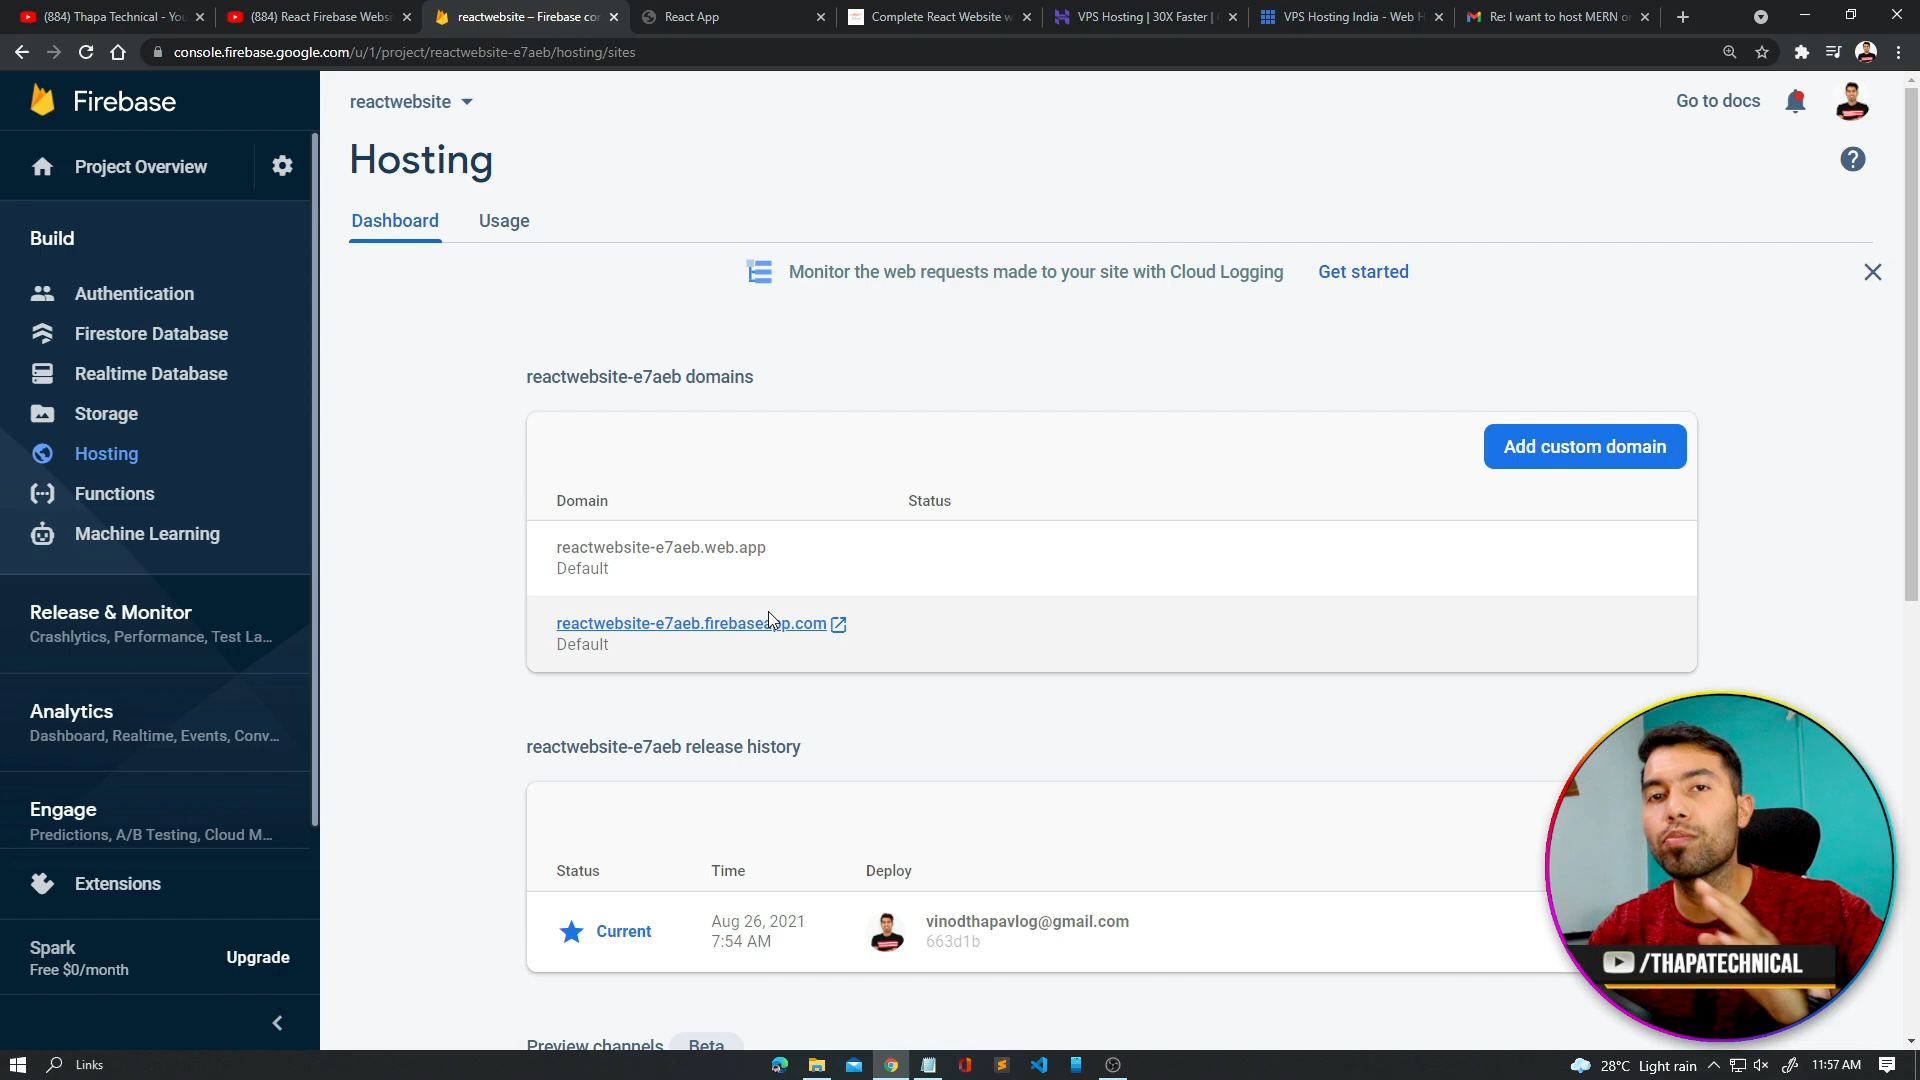 (884) Thapa Technical - You
(884) React Firebase Websi
reactwebsite – Firebase co
React App
Complete React Website w
VPS Hosting | 30X Faster |
VPS Hosting India - Web H
Re: I want to host MERN o
console.firebase.google.com/u/1/project/reactwebsite-e7aeb/hosting/sites
Firebase
Project Overview
Build
Authentication
Firestore Database
Realtime Database
Storage
Hosting
Functions
Machine Learning
Release & Monitor
Crashlytics, Performance, Test La...
Analytics
Dashboard, Realtime, Events, Conv...
Engage
Predictions, A/B Testing, Cloud M...
Extensions
Spark
Free $0/month
Upgrade
reactwebsite
Go to docs
Hosting
Dashboard
Usage
Monitor the web requests made to your site with Cloud Logging
Get started
reactwebsite-e7aeb domains
Add custom domain
Domain
Status
reactwebsite-e7aeb.web.app
Default
reactwebsite-e7aeb.firebaseapp.com
Default
reactwebsite-e7aeb release history
Status
Time
Deploy
Current
Aug 26, 2021
7:54 AM
vinodthapavlog@gmail.com
663d1b
Preview channels
Beta
/THAPATECHNICAL
Links
28°C Light rain
11:57 AM